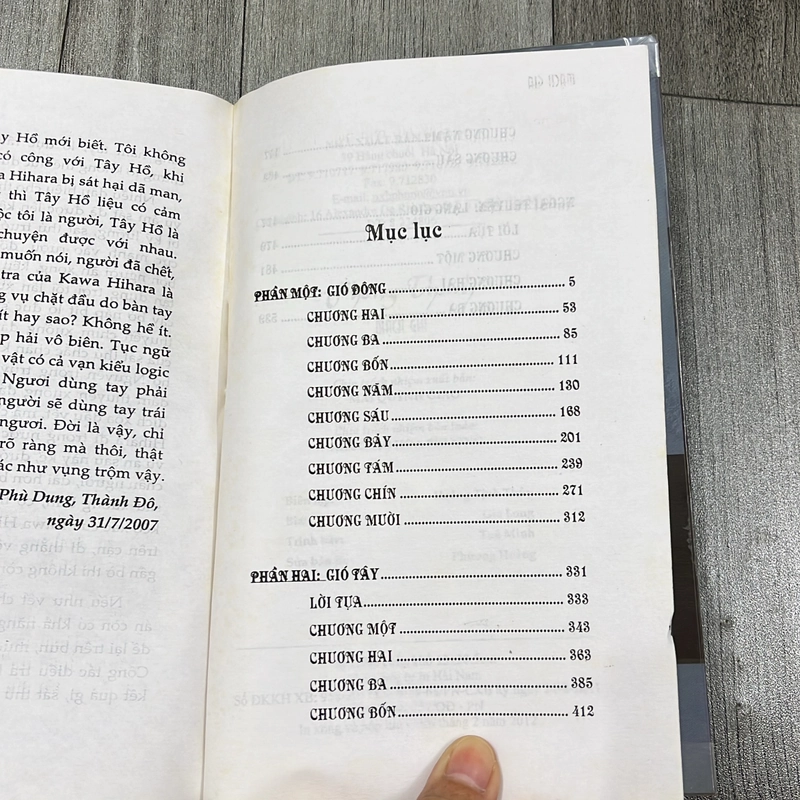 y Hồ mới biết. Tôi không
có công với Tây Hồ, khi
a Hihara bị sát hại dã man,
thì Tây Hồ liệu có cảm
ộc tôi là người, Tây Hồ là
chuyện được với nhau.
muốn nói, người đã chết,
tra của Kawa Hihara là
g vụ chặt đầu do bàn tay
ít hay sao? Không hề ít.
p hải vô biên. Tục ngữ
vật có cả vạn kiểu logic
Ngươi dùng tay phải
người sẽ dùng tay trái
ngươi. Đời là vậy, chi
rõ ràng mà thôi, thật
ác như vụng trộm vậy.
Phù Dung, Thành Đô,
ngày 31/7/2007
Mục lục
PHẦN MỘT: GIÓ ĐÔNG 5
CHƯƠNG HAI 53
CHƯƠNG BA 85
CHƯƠNG BỐN 111
CHƯƠNG NĂM 130
CHƯƠNG SÁU 168
CHƯƠNG BẢY 201
CHƯƠNG TÁM 239
CHƯƠNG CHÍN 271
CHƯƠNG MƯỜI 312
PHẦN HAI: GIÓ TÂY 331
LỜI TỰA 333
CHƯƠNG MỘT 343
CHƯƠNG HAI 363
CHƯƠNG BA 385
CHƯƠNG BỐN 412